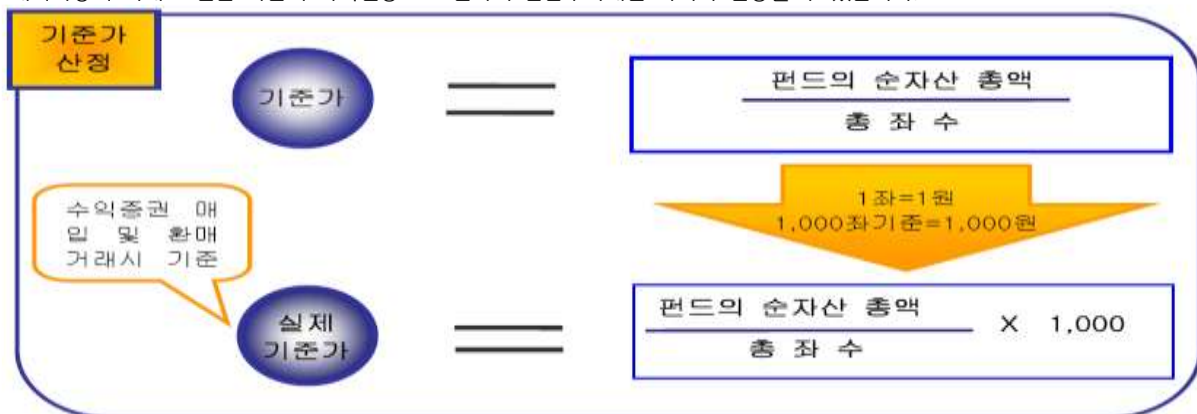 기준가
산정
기준가
펀드의 순자산 총액
총 좌 수
1좌=1원
1,000좌기준=1,000원
수익증권 매
입 및 환매
거래시 기준
실제
기준가
펀드의 순자산 총액
총 좌 수
X 1,000